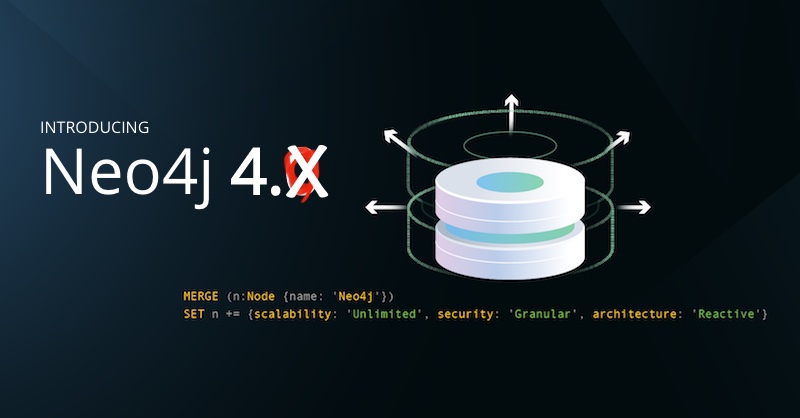 INTRODUCING
Neo4j 4.X
MERGE (n:Node {name: 'Neo4j'})
SET n += {scalability: 'Unlimited', security: 'Granular', architecture: 'Reactive'}